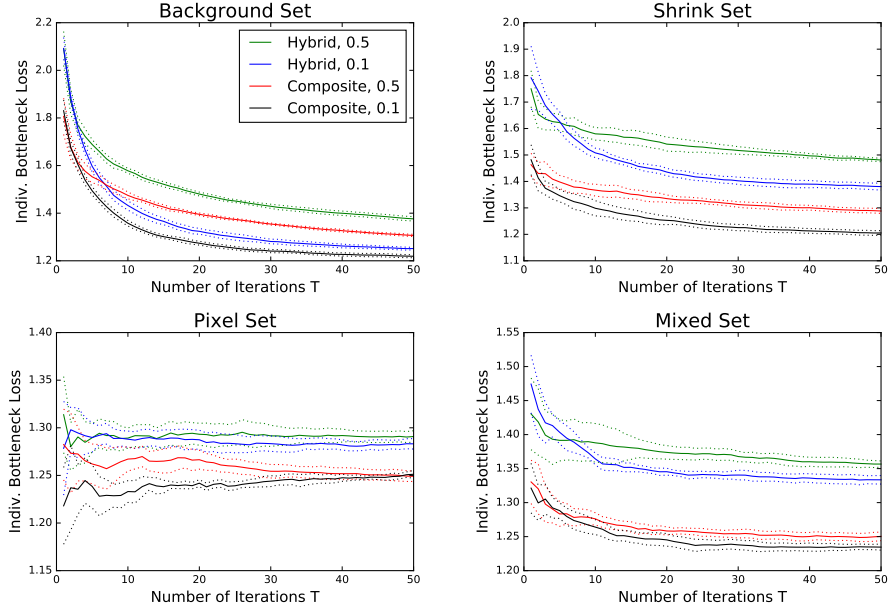 Background Set
2.2
2.0
1.8
1.6
1.4
1.2
Indiv. Bottleneck Loss
Hybrid, 0.5
Hybrid, 0.1
Composite, 0.5
Composite, 0.1
0 10 20 30 40 50
Number of Iterations T
Shrink Set
2.0
1.9
1.8
1.7
1.6
1.5
1.4
1.3
1.2
1.1
Indiv. Bottleneck Loss
0 10 20 30 40 50
Number of Iterations T
Pixel Set
1.40
1.35
1.30
1.25
1.20
1.15
Indiv. Bottleneck Loss
0 10 20 30 40 50
Number of Iterations T
Mixed Set
1.55
1.50
1.45
1.40
1.35
1.30
1.25
1.20
Indiv. Bottleneck Loss
0 10 20 30 40 50
Number of Iterations T